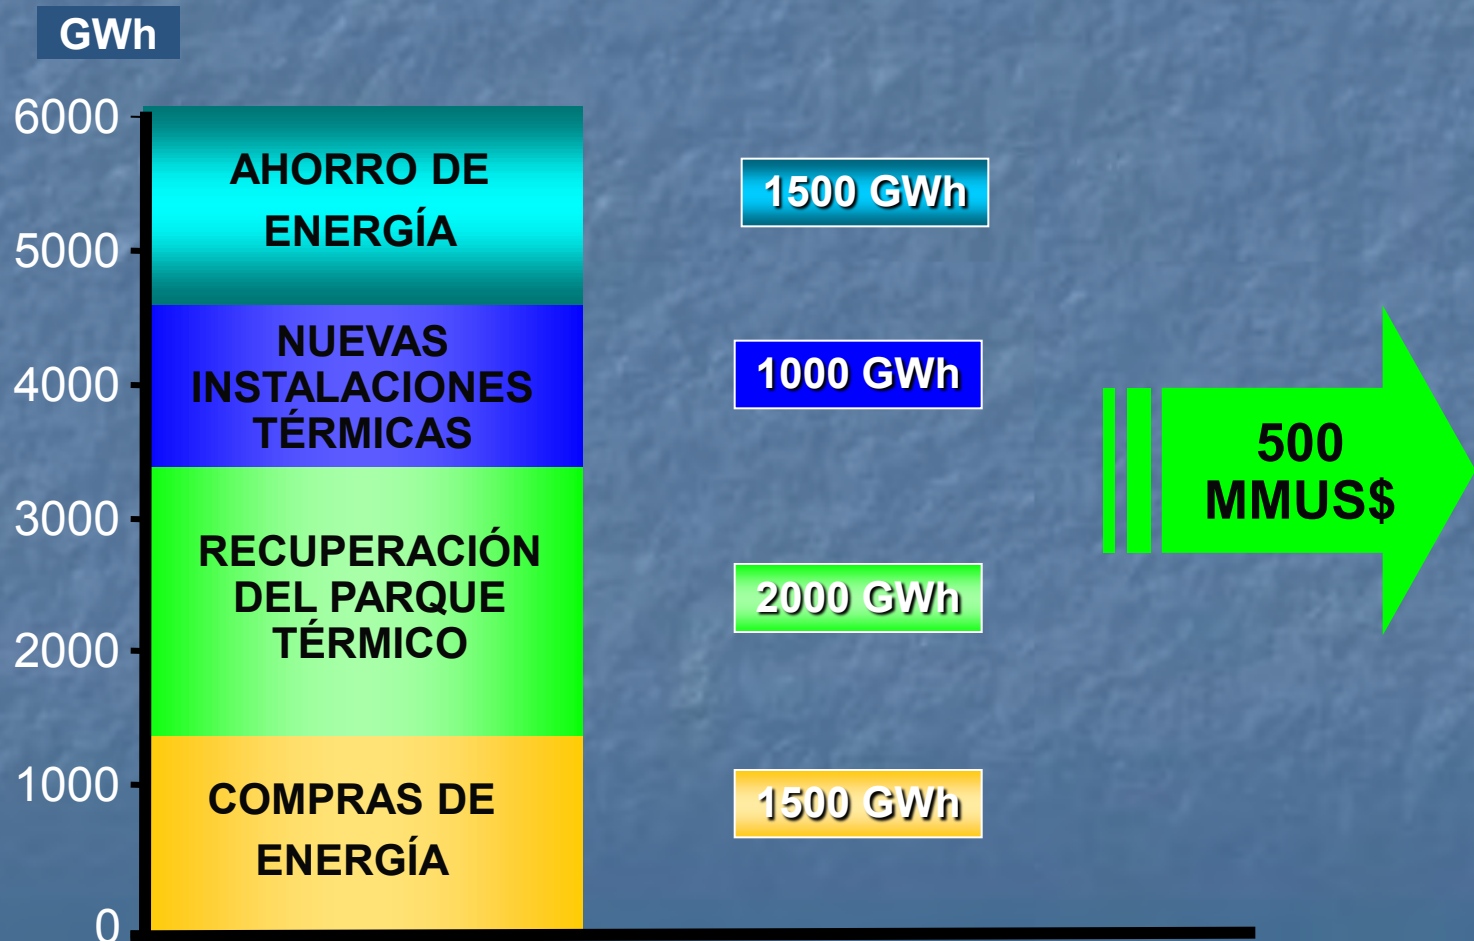 GWh
6000
AHORRO DE
ENERGÍA
1500 GWh
5000
NUEVAS
INSTALACIONES
TÉRMICAS
1000 GWh
4000
500
MMUS$
3000
RECUPERACIÓN
DEL PARQUE
TÉRMICO
2000 GWh
2000
1000
COMPRAS DE
ENERGÍA
1500 GWh
0